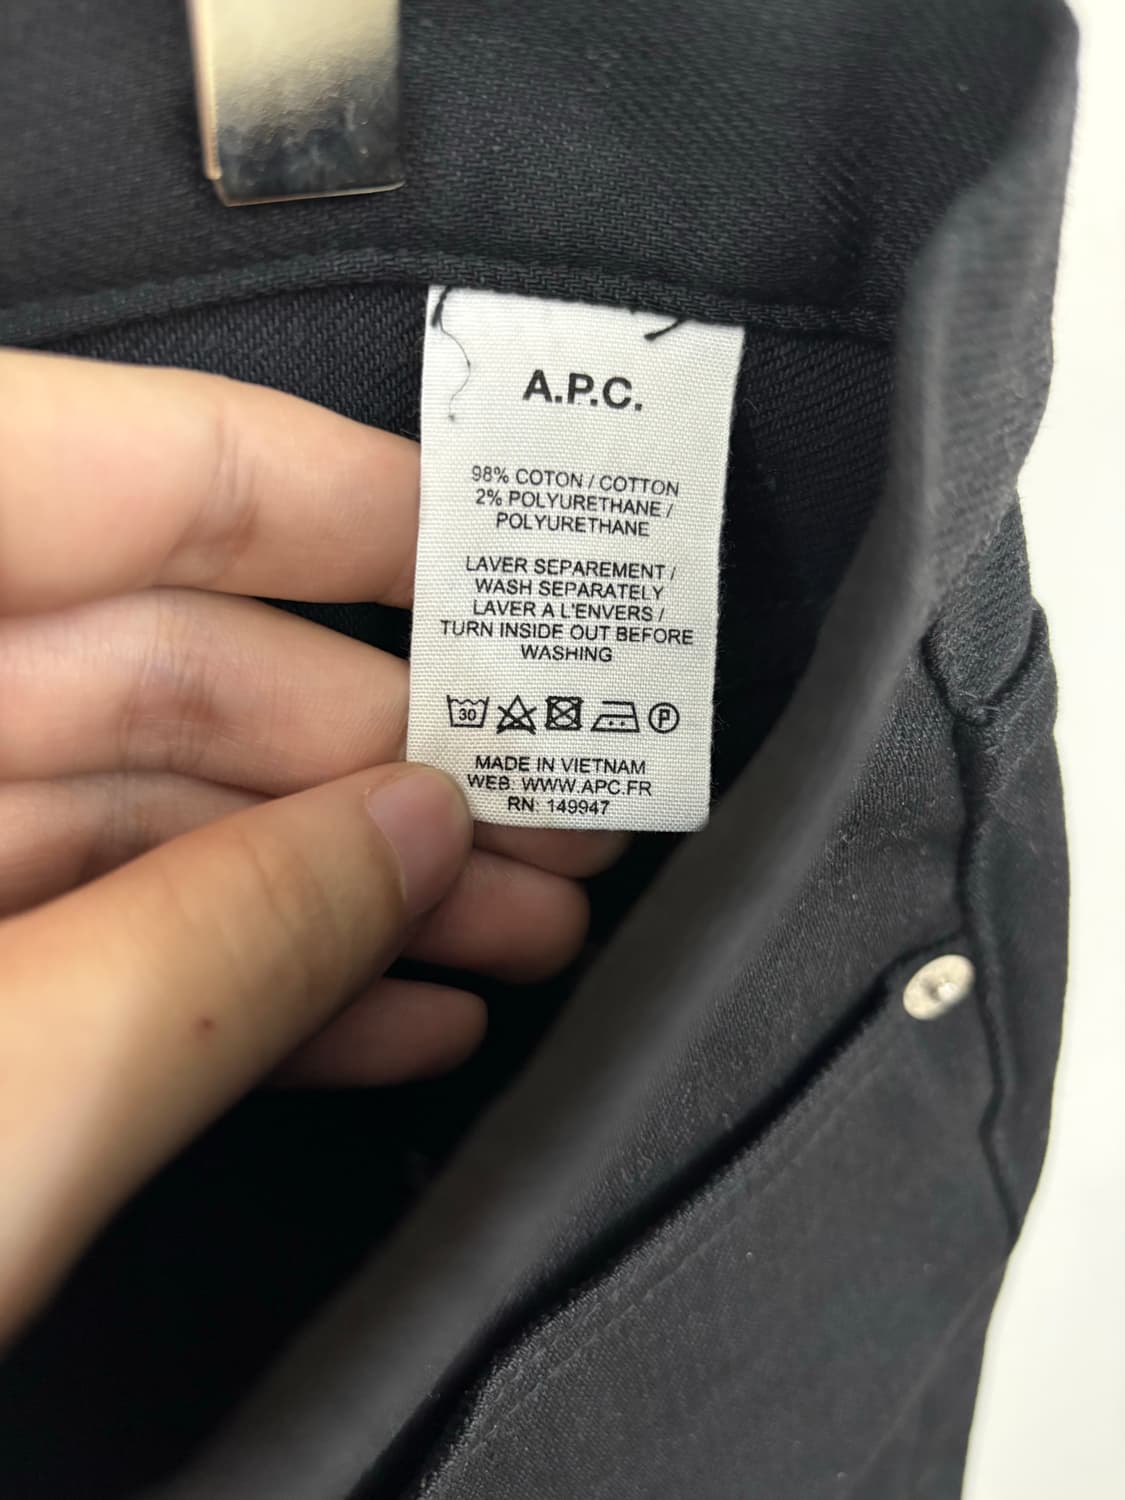 A.P.C.
98% COTON / COTTON
2% POLYURETHANE /
POLYURETHANE
LAVER SEPAREMENT /
WASH SEPARATELY
LAVER A L'ENVERS /
TURN INSIDE OUT BEFORE
WASHING
30 P
MADE IN VIETNAM
WEB: WWW.APC.FR
RN: 149947